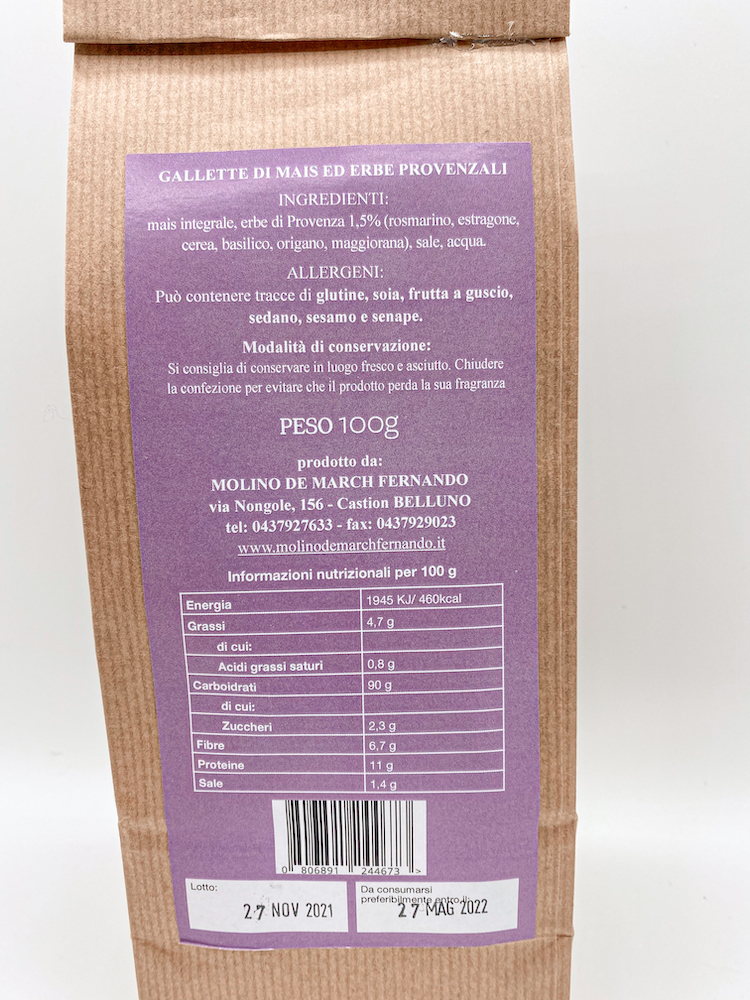 GALLETTE DI MAIS ED ERBE PROVENZALI
INGREDIENTI:
mais integrale, erbe di Provenza 1,5% (rosmarino, estragone,
cerea, basilico, origano, maggiorana), sale, acqua.
ALLERGENI:
Può contenere tracce di glutine, soia, frutta a guscio,
sedano, sesamo e senape.
Modalità di conservazione:
Si consiglia di conservare in luogo fresco e asciutto. Chiudere
la confezione per evitare che il prodotto perda la sua fragranza
PESO 100g
prodotto da:
MOLINO DE MARCH FERNANDO
via Nongole, 156 - Castion BELLUNO
tel: 0437927633 - fax: 0437929023
www.molinodemarchfernando.it
Informazioni nutrizionali per 100 g
Energia 1945 KJ/ 460kcal
Grassi 4,7 g
di cui:
Acidi grassi saturi 0,8 g
Carboidrati 90 g
di cui:
Zuccheri 2,3 g
Fibre 6,7 g
Proteine 11 g
Sale 1,4 g
0 806891 244673 >
Lotto:
27 NOV 2021
Da consumarsi
preferibilmente entro il:
27 MAG 2022